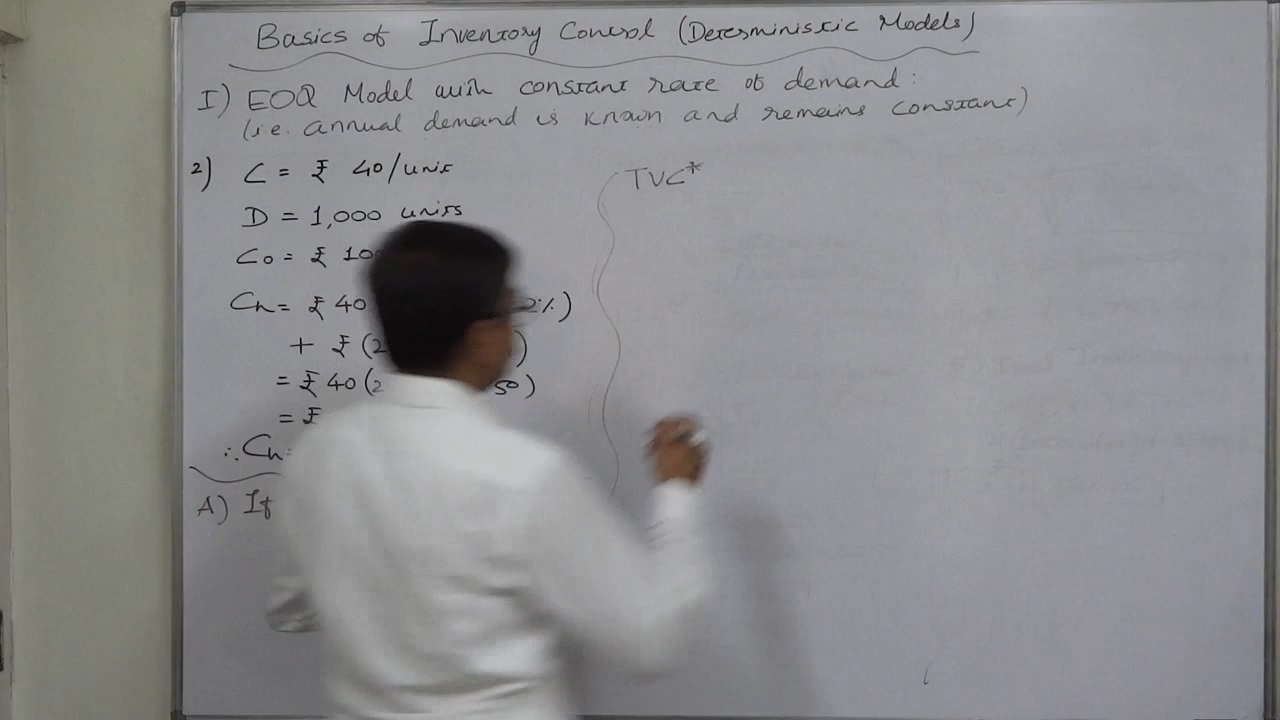 Basics of Inventory Control (Deterministic Models)
I) EOQ Model with constant rate of demand :
(i.e. annual demand is known and remains constant)
2) C = ₹ 40/unit
D = 1,000 units
Co = ₹ 10
Ch = ₹ 40 2%)
+ ₹ (2 )
= ₹ 40 (2 50)
= ₹
∴ Ch =
A) If
TVC*